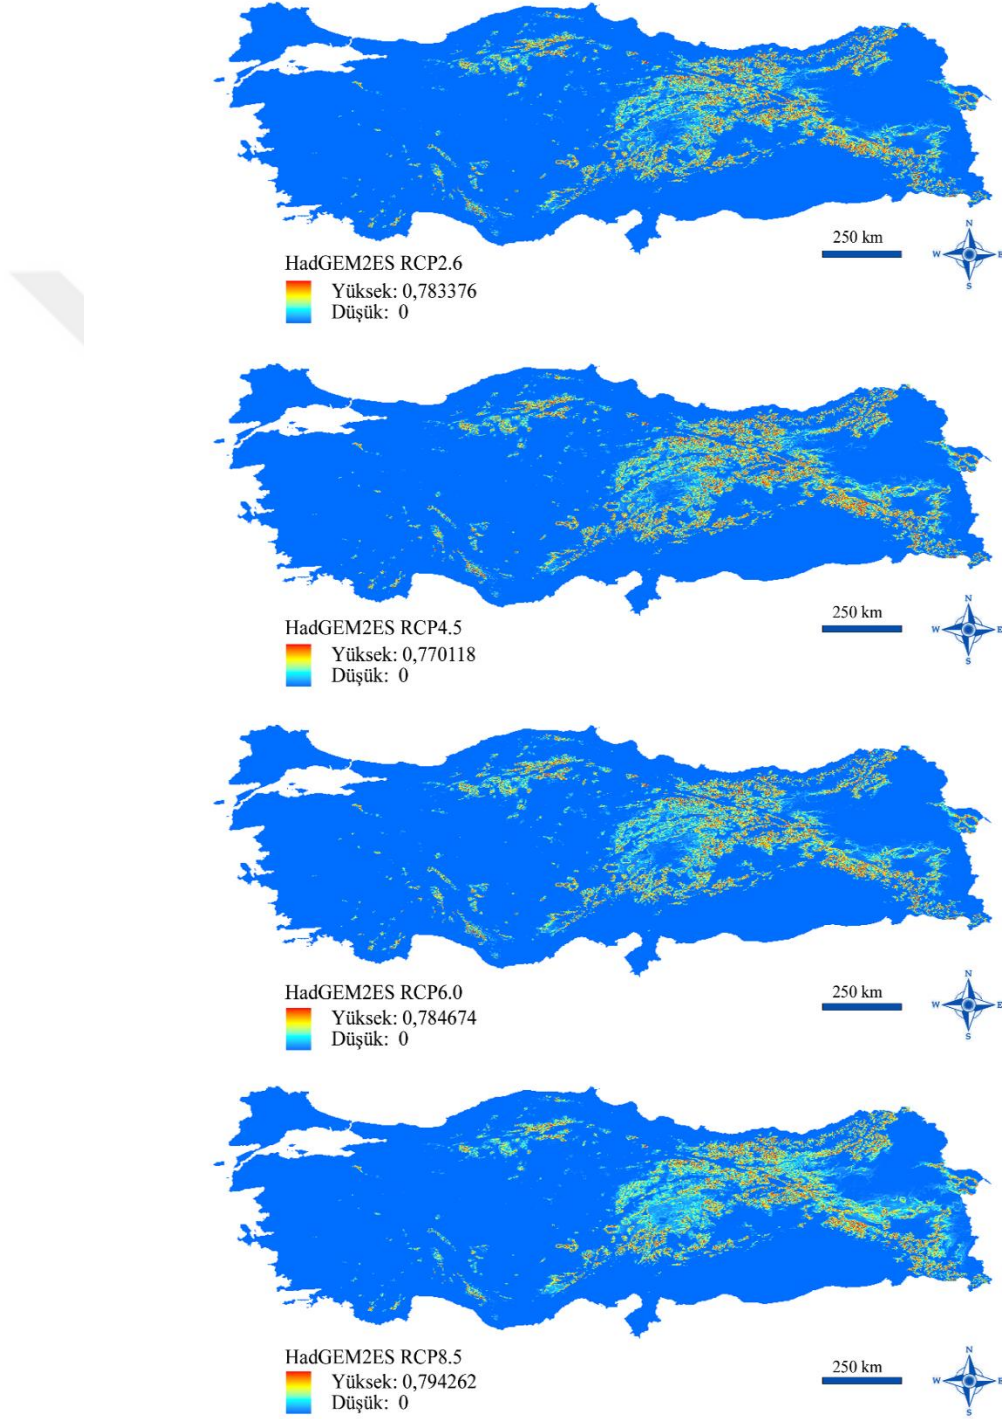 250 km
N
W E
S
HadGEM2ES RCP2.6
Yüksek: 0,783376
Düşük: 0
250 km
N
W E
S
HadGEM2ES RCP4.5
Yüksek: 0,770118
Düşük: 0
250 km
N
W E
S
HadGEM2ES RCP6.0
Yüksek: 0,784674
Düşük: 0
250 km
N
W E
S
HadGEM2ES RCP8.5
Yüksek: 0,794262
Düşük: 0